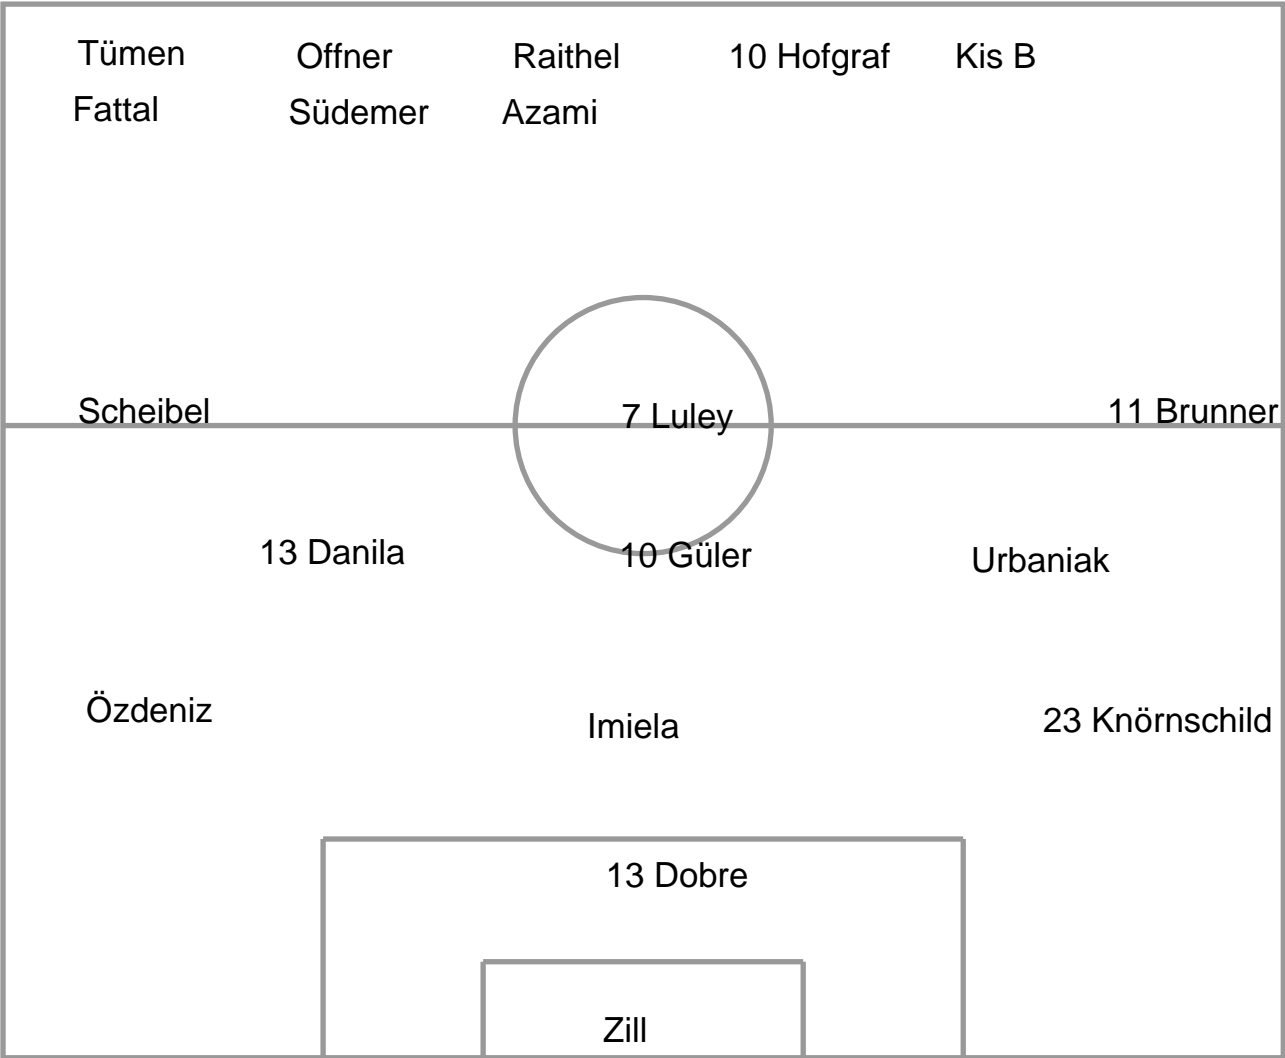 Tümen Offner Raithel 10 Hofgraf Kis B
Fattal Südemer Azami
Scheibel 7 Luley 11 Brunner
13 Danila 10 Güler Urbaniak
Özdeniz Imiela 23 Knörnschild
13 Dobre
Zill